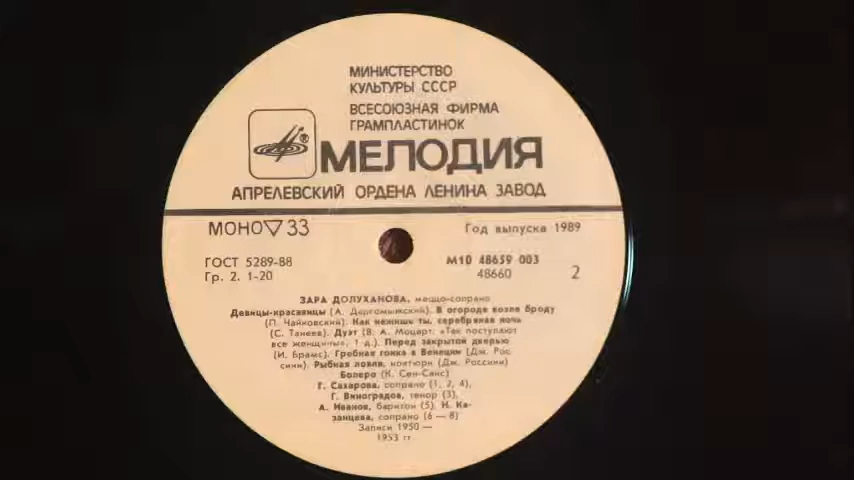 МИНИСТЕРСТВО
КУЛЬТУРЫ СССР
ВСЕСОЮЗНАЯ ФИРМА
ГРАМПЛАСТИНОК
®
МЕЛОДИЯ
АПРЕЛЕВСКИЙ ОРДЕНА ЛЕНИНА ЗАВОД
МОНО 33
Год выпуска 1989
ГОСТ 5289-88
М10 48659 003
Гр. 2. 1-20
48660
2
ЗАРА ДОЛУХАНОВА, меццо-сопрано
Девицы-красавицы (А. Даргомыжский). В огороде возле броду
(П. Чайковский). Как нежишь ты, серебряная ночь
(С. Танеев). Дуэт (В. А. Моцарт: «Так поступают
все женщины», 1 д.). Перед закрытой дверью
(И. Брамс). Гребная гонка в Венеции (Дж. Рос
сини). Рыбная ловля, ноктюрн (Дж. Россини)
Болеро (К. Сен-Санс)
Г. Сахарова, сопрано (1, 2, 4),
Г. Виноградов, тенор (3),
А. Иванов, баритон (5). Н. Ка-
занцева, сопрано (6 — 8)
Записи 1950 —
1953 гг.